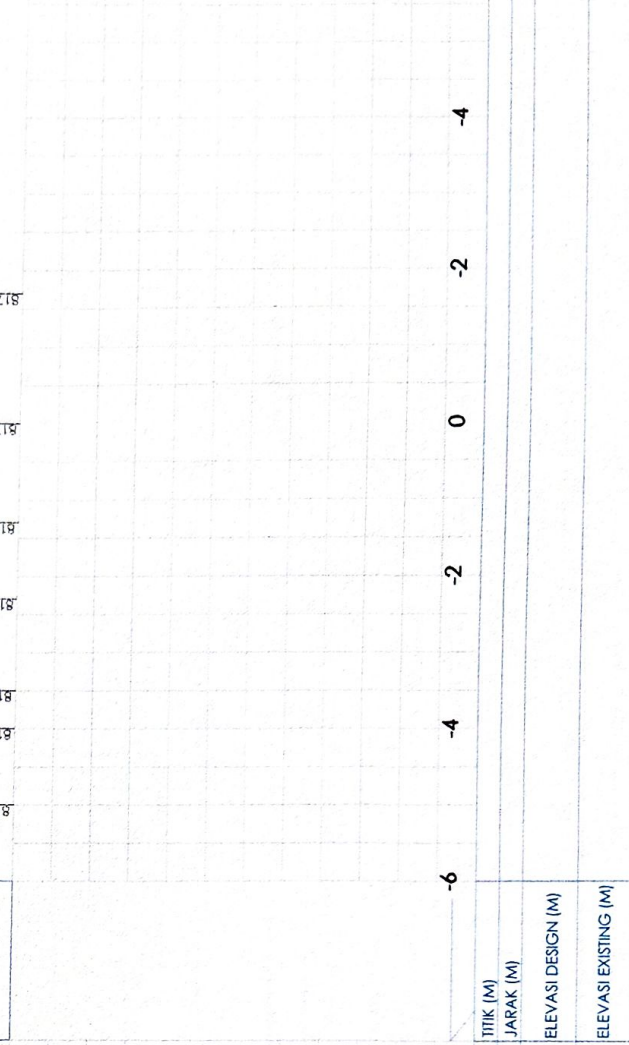 -6 -4 -2 0 -2 -4
TITIK (M)
JARAK (M)
ELEVASI DESIGN (M)
ELEVASI EXISTING (M)